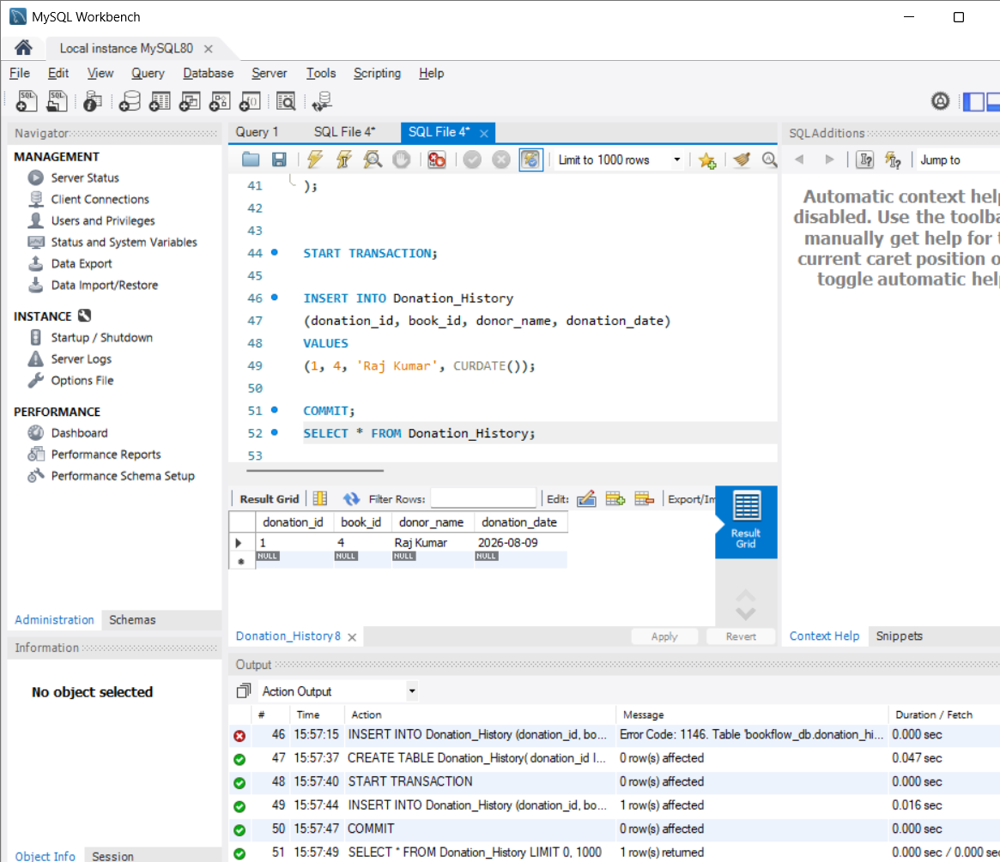 MySQL Workbench
Local instance MySQL80
File Edit View Query Database Server Tools Scripting Help
Navigator
MANAGEMENT
Server Status
Client Connections
Users and Privileges
Status and System Variables
Data Export
Data Import/Restore
INSTANCE
Startup / Shutdown
Server Logs
Options File
PERFORMANCE
Dashboard
Performance Reports
Performance Schema Setup
Administration Schemas
Information
No object selected
Object Info Session
Query 1 SQL File 4* SQL File 4*
Limit to 1000 rows
41 );
42
43
44 START TRANSACTION;
45
46 INSERT INTO Donation_History
47 (donation_id, book_id, donor_name, donation_date)
48 VALUES
49 (1, 4, 'Raj Kumar', CURDATE());
50
51 COMMIT;
52 SELECT * FROM Donation_History;
53
Result Grid Filter Rows: Edit: Export/Im
donation_id book_id donor_name donation_date
1 4 Raj Kumar 2026-08-09
NULL NULL NULL NULL
Result
Grid
Donation_History 8 Apply Revert
SQLAdditions
Jump to
Automatic context help
disabled. Use the toolba
manually get help for t
current caret position o
toggle automatic help
Context Help Snippets
Output
Action Output
# Time Action Message Duration / Fetch
46 15:57:15 INSERT INTO Donation_History (donation_id, bo... Error Code: 1146. Table 'bookflow_db.donation_hi... 0.000 sec
47 15:57:37 CREATE TABLE Donation_History( donation_id I... 0 row(s) affected 0.047 sec
48 15:57:40 START TRANSACTION 0 row(s) affected 0.000 sec
49 15:57:44 INSERT INTO Donation_History (donation_id, bo... 1 row(s) affected 0.016 sec
50 15:57:47 COMMIT 0 row(s) affected 0.000 sec
51 15:57:49 SELECT * FROM Donation_History LIMIT 0, 1000 1 row(s) returned 0.000 sec / 0.000 sec